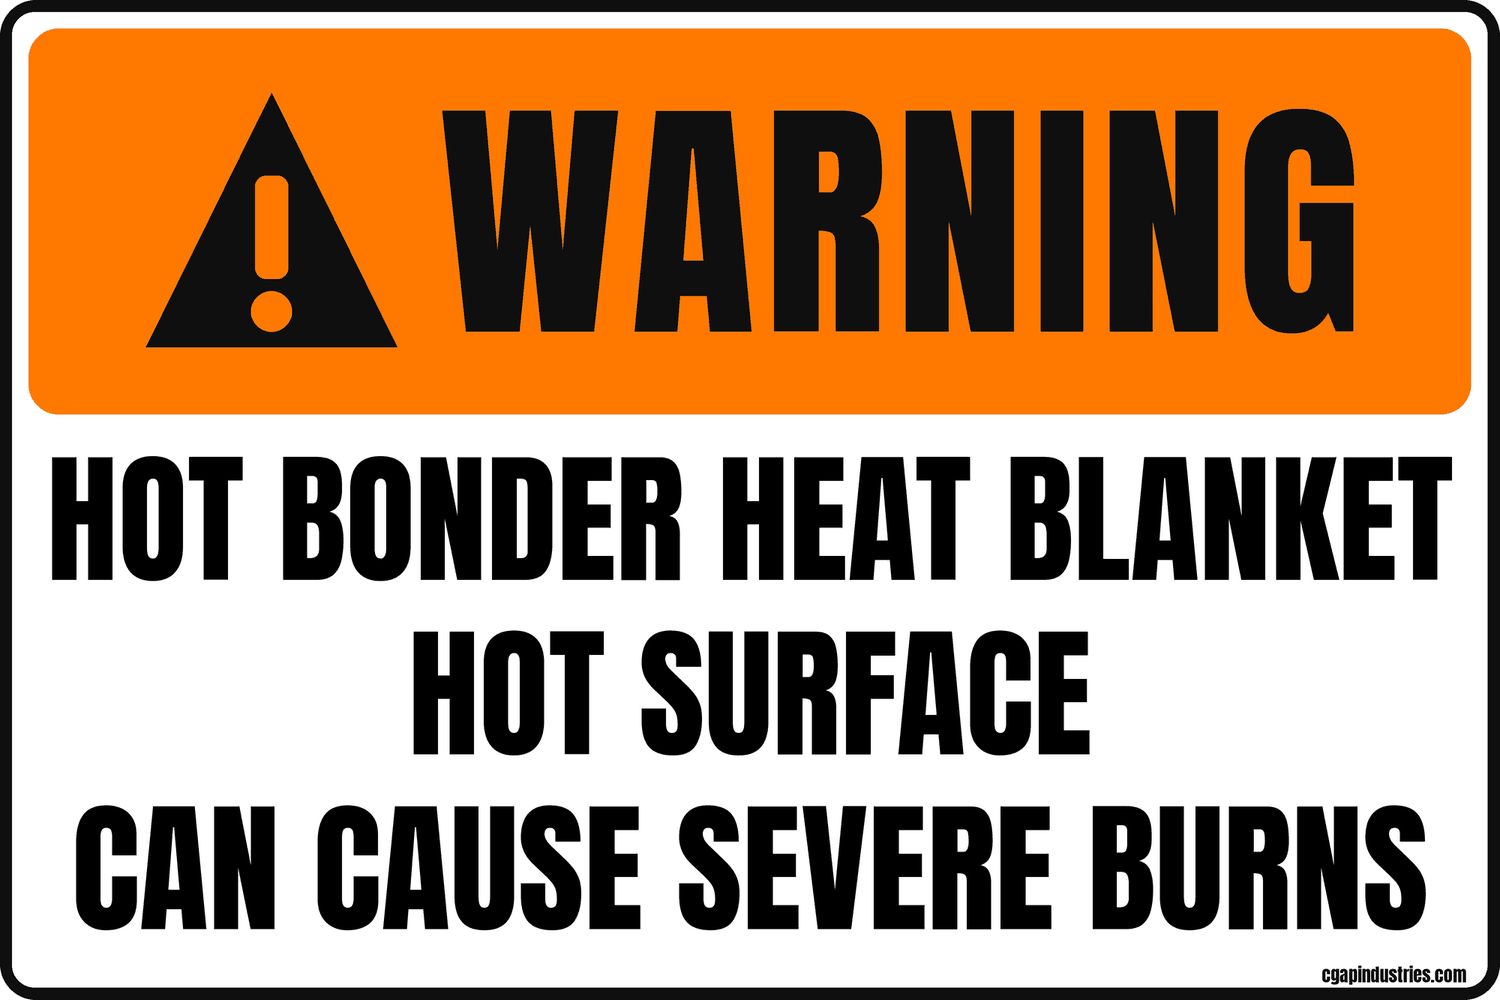 WARNING
HOT BONDER HEAT BLANKET
HOT SURFACE
CAN CAUSE SEVERE BURNS
cgapindustries.com